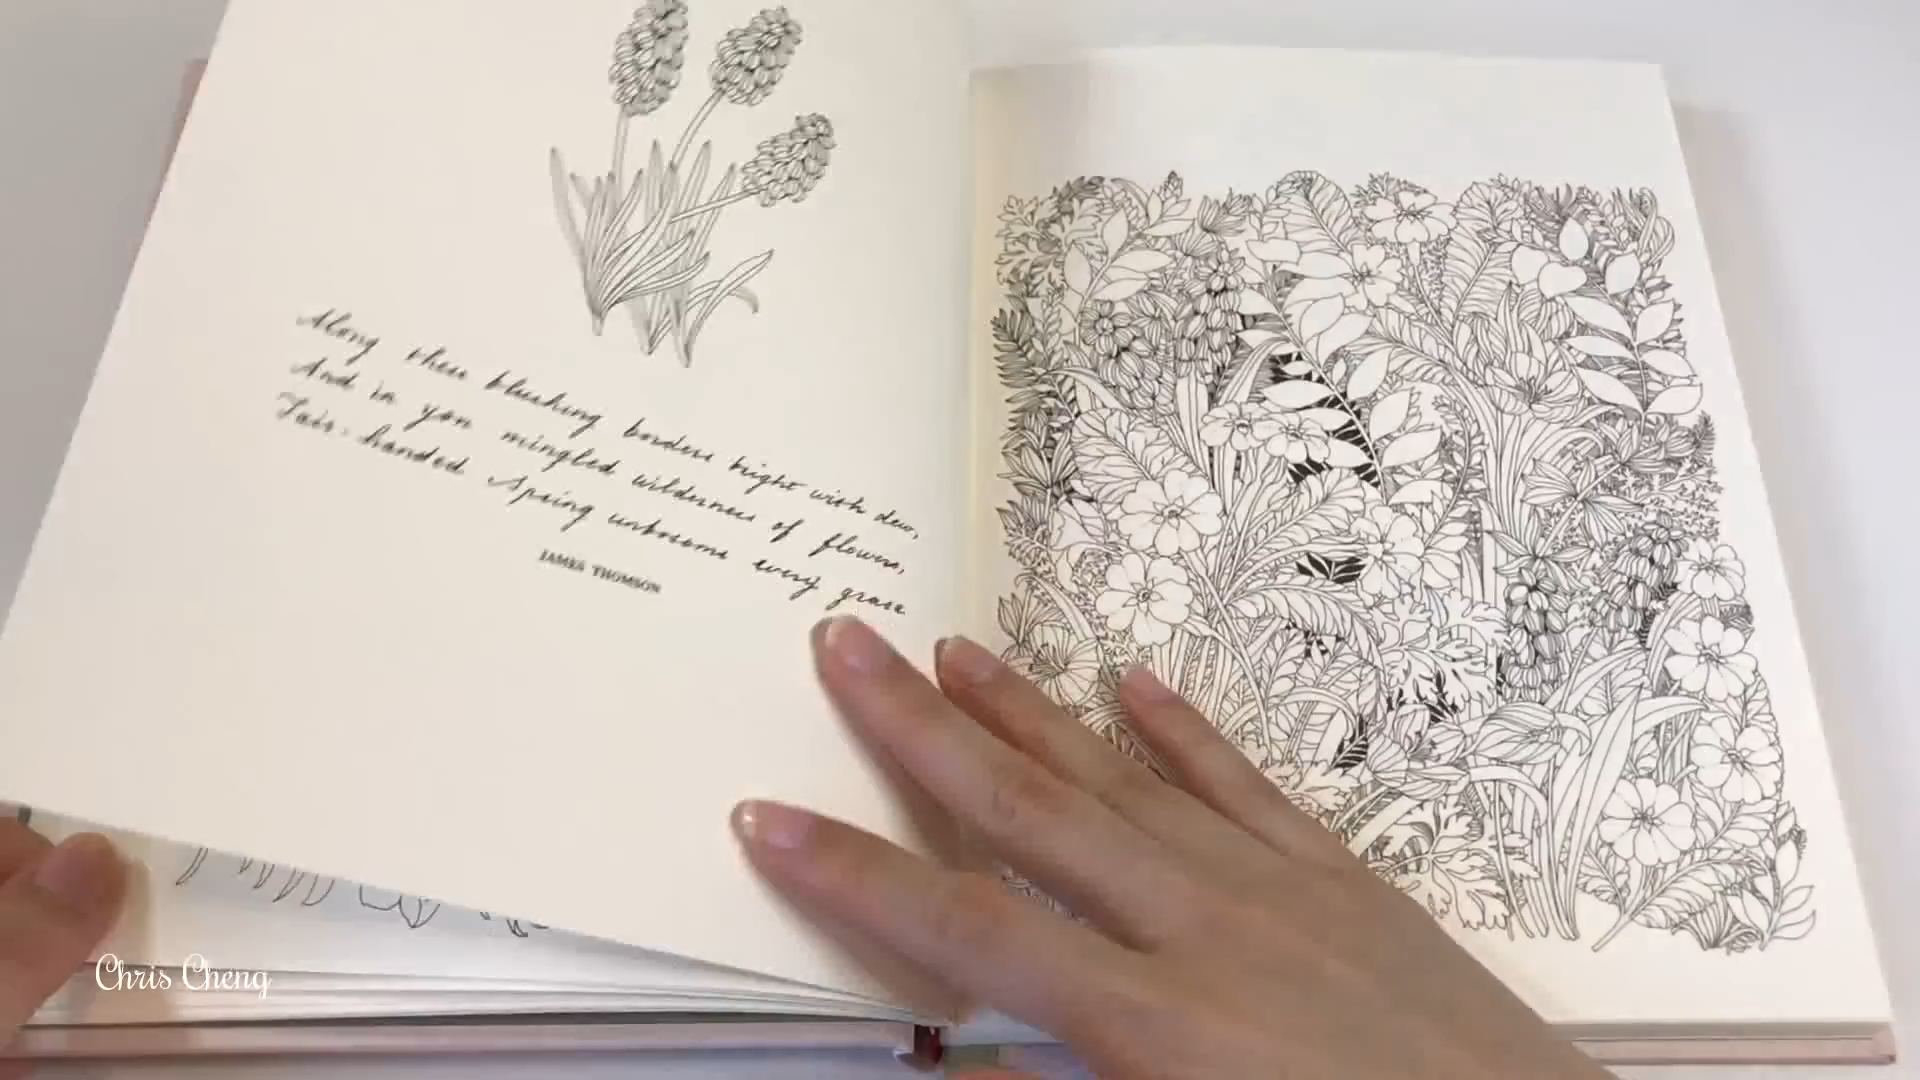 Along these blushing borders bright with dew,
And in yon mingled wilderness of flowers,
Fair-handed Spring unbosoms every grace
JAMES THOMSON
Chris Cheng